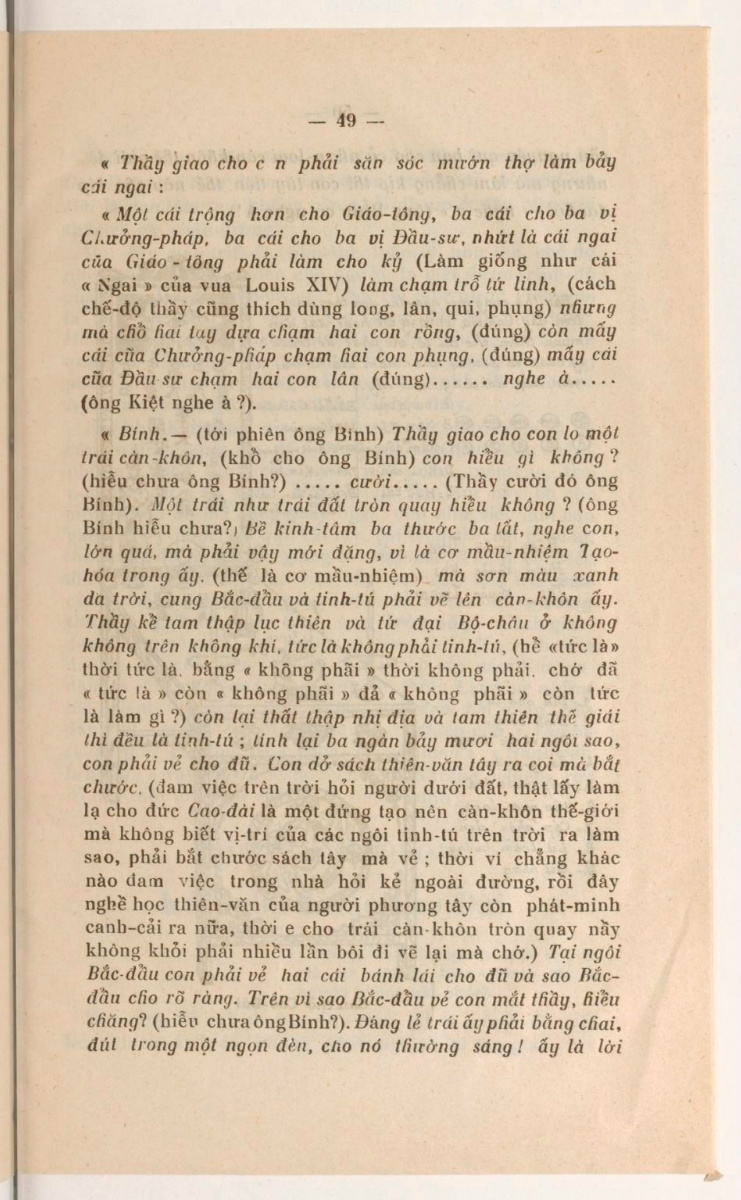 — 49 —
« Thầy giao cho c n phải săn sóc mướn thợ làm bảy
cái ngai :
« Một cái trộng hơn cho Giáo-tông, ba cái cho ba vị
Chưởng-pháp, ba cái cho ba vị Đầu-sư, nhứt là cái ngai
của Giáo - tông phải làm cho kỷ (Làm giống như cái
« Ngai » của vua Louis XIV) làm chạm trỗ tứ linh, (cách
chế-độ thầy cũng thích dùng long, lân, qui, phụng) nhưng
mà chỗ hai tay dựa chạm hai con rồng, (đúng) còn mấy
cái cũa Chưởng-pháp chạm hai con phụng, (đúng) mấy cái
cũa Đầu sư chạm hai con lân (đúng)...... nghe à.....
(ông Kiệt nghe à ?).
« Bính.— (tới phiên ông Bính) Thầy giao cho con lo một
trái càn-khôn, (khổ cho ông Bính) con hiều gì không ?
(hiễu chưa ông Bính?) ..... cười..... (Thầy cười đó ông
Bính). Một trái như trái đất tròn quay hiểu không ? (ông
Bính hiễu chưa?) Bề kinh-tâm ba thước ba tất, nghe con,
lớn quá, mà phải vậy mới đặng, vì là cơ mầu-nhiệm Tạo-
hóa trong ấy. (thế là cơ mầu-nhiệm) mà sơn màu xanh
da trời, cung Bắc-đầu và tinh-tú phải vẽ lên càn-khôn ấy.
Thầy kể tam thập lục thiên và tứ đại Bộ-châu ở không
không trên không khí, tức là không phải tinh-tú, (hề «tức là»
thời tức là. bằng « không phãi » thời không phải. chớ đã
« tức là » còn « không phãi » đả « không phãi » còn tức
là làm gì ?) còn lại thất thập nhị địa và tam thiên thế giái
thì đều là tinh-tú ; tính lại ba ngàn bảy mươi hai ngôi sao,
con phải vẻ cho đũ. Con dở sách thiên-văn tây ra coi mà bắt
chước. (đam việc trên trời hỏi người dưới đất, thật lấy làm
lạ cho đức Cao-đài là một đứng tạo nên càn-khôn thế-giới
mà không biết vị-trí của các ngôi tinh-tú trên trời ra làm
sao, phải bắt chước sách tây mà vẻ ; thời ví chẳng khác
nào đam việc trong nhà hỏi kẻ ngoài đường, rồi đây
nghề học thiên-văn của người phương tây còn phát-minh
canh-cải ra nữa, thời e cho trái càn-khôn tròn quay nầy
không khỏi phải nhiều lần bôi đi vẽ lại mà chớ.) Tại ngôi
Bắc-đầu con phải vẻ hai cái bánh lái cho đũ và sao Bắc-
đầu cho rõ ràng. Trên vì sao Bắc-đầu vẻ con mắt thầy, hiểu
chăng? (hiễu chưa ông Bính?). Đáng lẻ trái ấy phải bằng chai,
đút trong một ngọn đèn, cho nó thường sáng ! ấy là lời